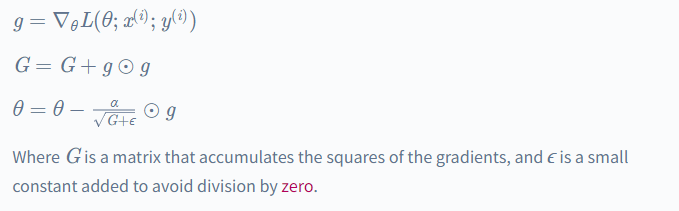 g = ∇θL(θ; x⁽ⁱ⁾; y⁽ⁱ⁾)
G = G + g ⊙ g
θ = θ − α/√(G+ϵ) ⊙ g
Where G is a matrix that accumulates the squares of the gradients, and ϵ is a small
constant added to avoid division by zero.